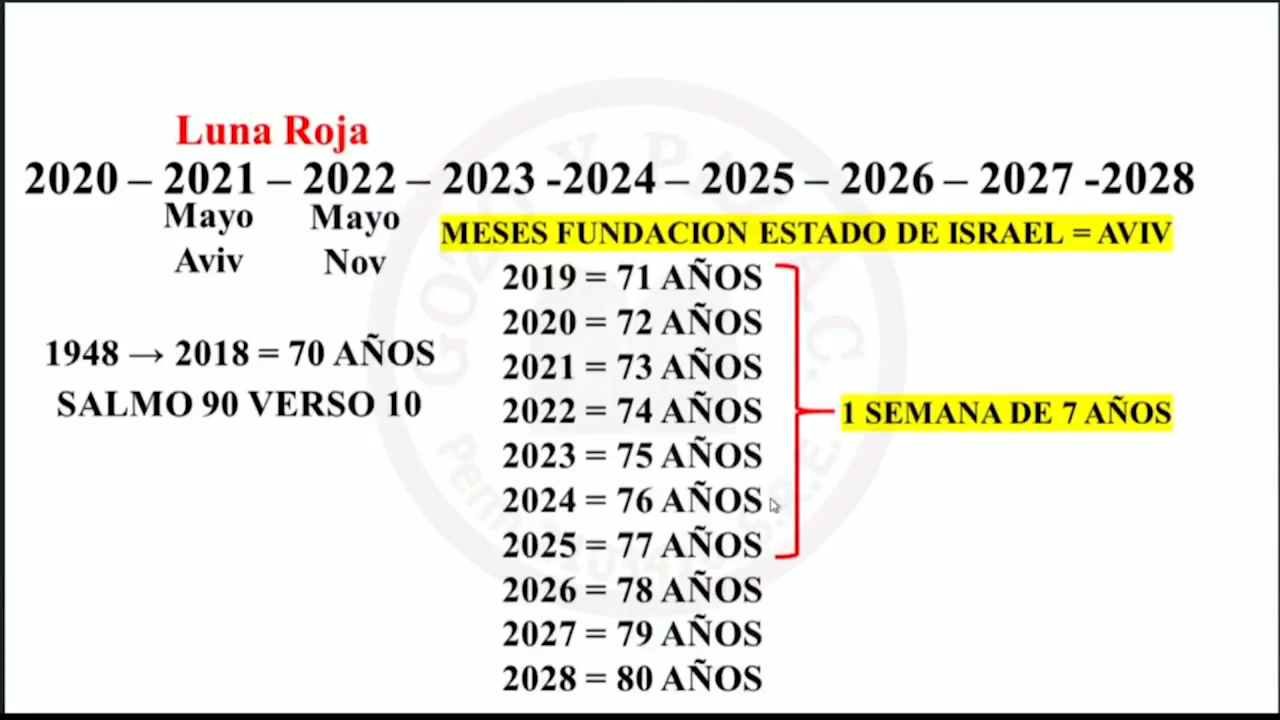 Luna Roja
2020 – 2021 – 2022 – 2023 -2024 – 2025 – 2026 – 2027 -2028
Mayo Mayo
Aviv Nov
MESES FUNDACION ESTADO DE ISRAEL = AVIV
1948 → 2018 = 70 AÑOS
SALMO 90 VERSO 10
2019 = 71 AÑOS
2020 = 72 AÑOS
2021 = 73 AÑOS
2022 = 74 AÑOS
2023 = 75 AÑOS
2024 = 76 AÑOS
2025 = 77 AÑOS
2026 = 78 AÑOS
2027 = 79 AÑOS
2028 = 80 AÑOS
1 SEMANA DE 7 AÑOS